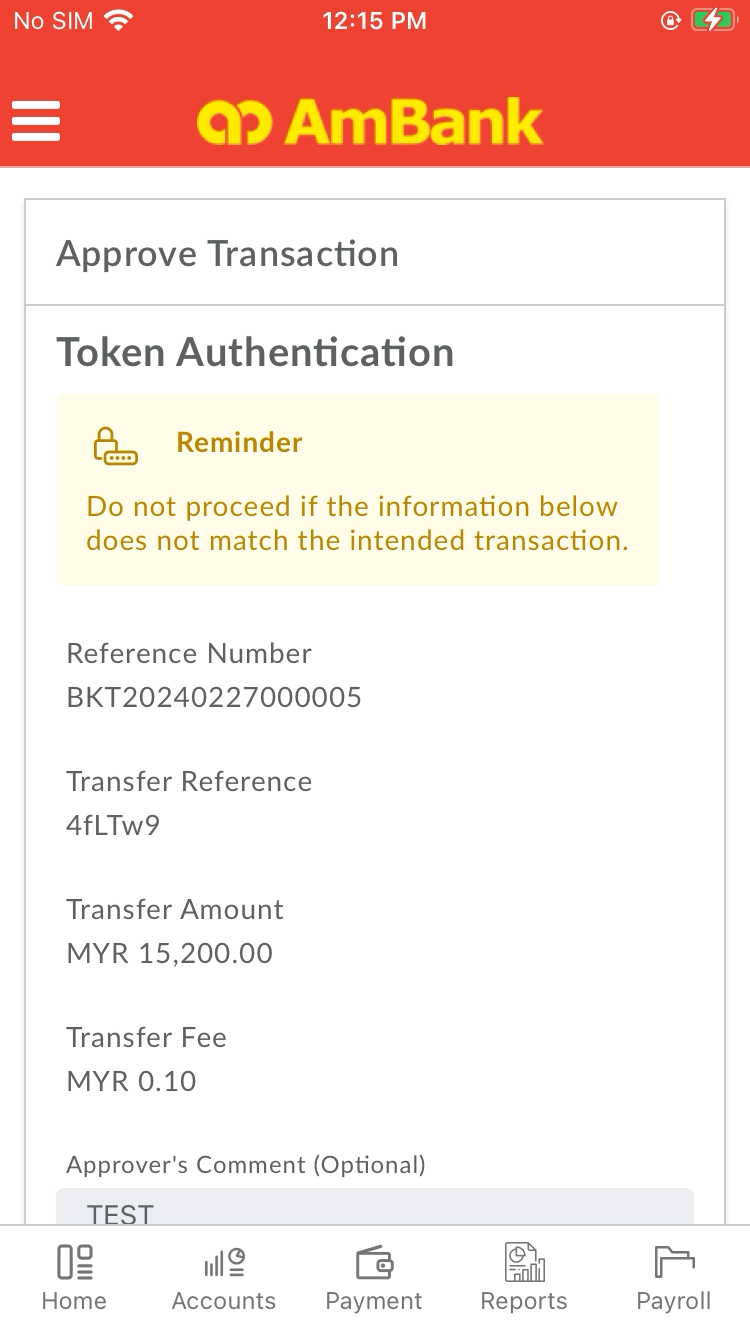 No SIM 12:15 PM
AmBank
Approve Transaction
Token Authentication
Reminder
Do not proceed if the information below
does not match the intended transaction.
Reference Number
BKT20240227000005
Transfer Reference
4fLTw9
Transfer Amount
MYR 15,200.00
Transfer Fee
MYR 0.10
Approver's Comment (Optional)
TEST
Home Accounts Payment Reports Payroll